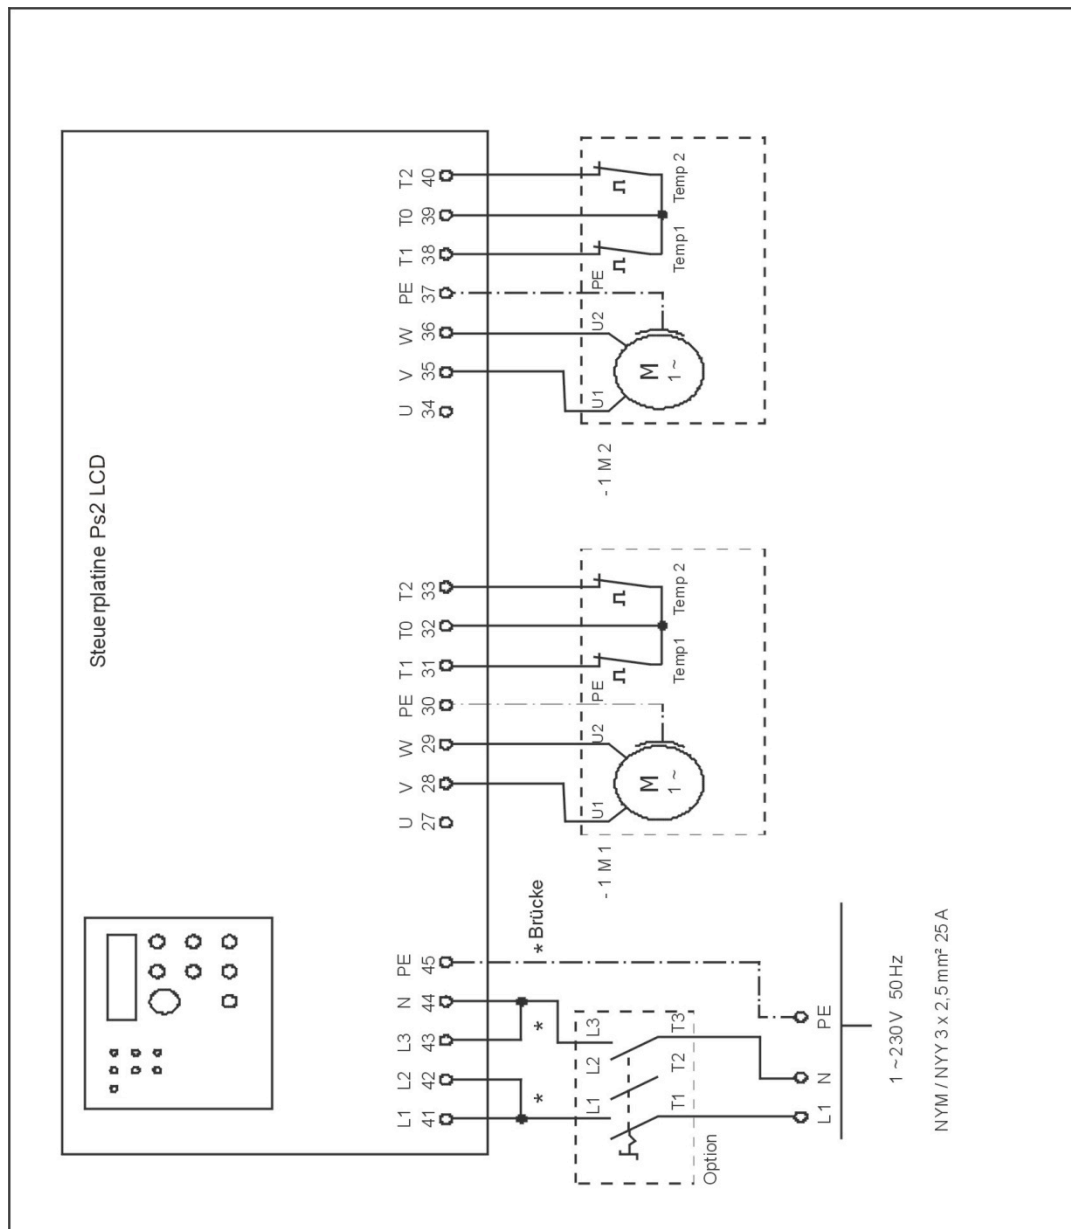 Steuerplatine Ps2 LCD
L1 L2 L3 N PE
41 42 43 44 45
U V W PE T1 T0 T2
27 28 29 30 31 32 33
U V W PE T1 T0 T2
34 35 36 37 38 39 40
* * * Brücke
L1 L2 L3
T1 T2 T3
Option
- 1 M 1
U1 U2 PE
M
1 ~
Temp1 Temp 2
- 1 M 2
U1 U2 PE
M
1 ~
Temp1 Temp 2
L1 N PE
1 ~ 230 V 50 Hz
NYM / NYY 3 x 2,5 mm² 25 A